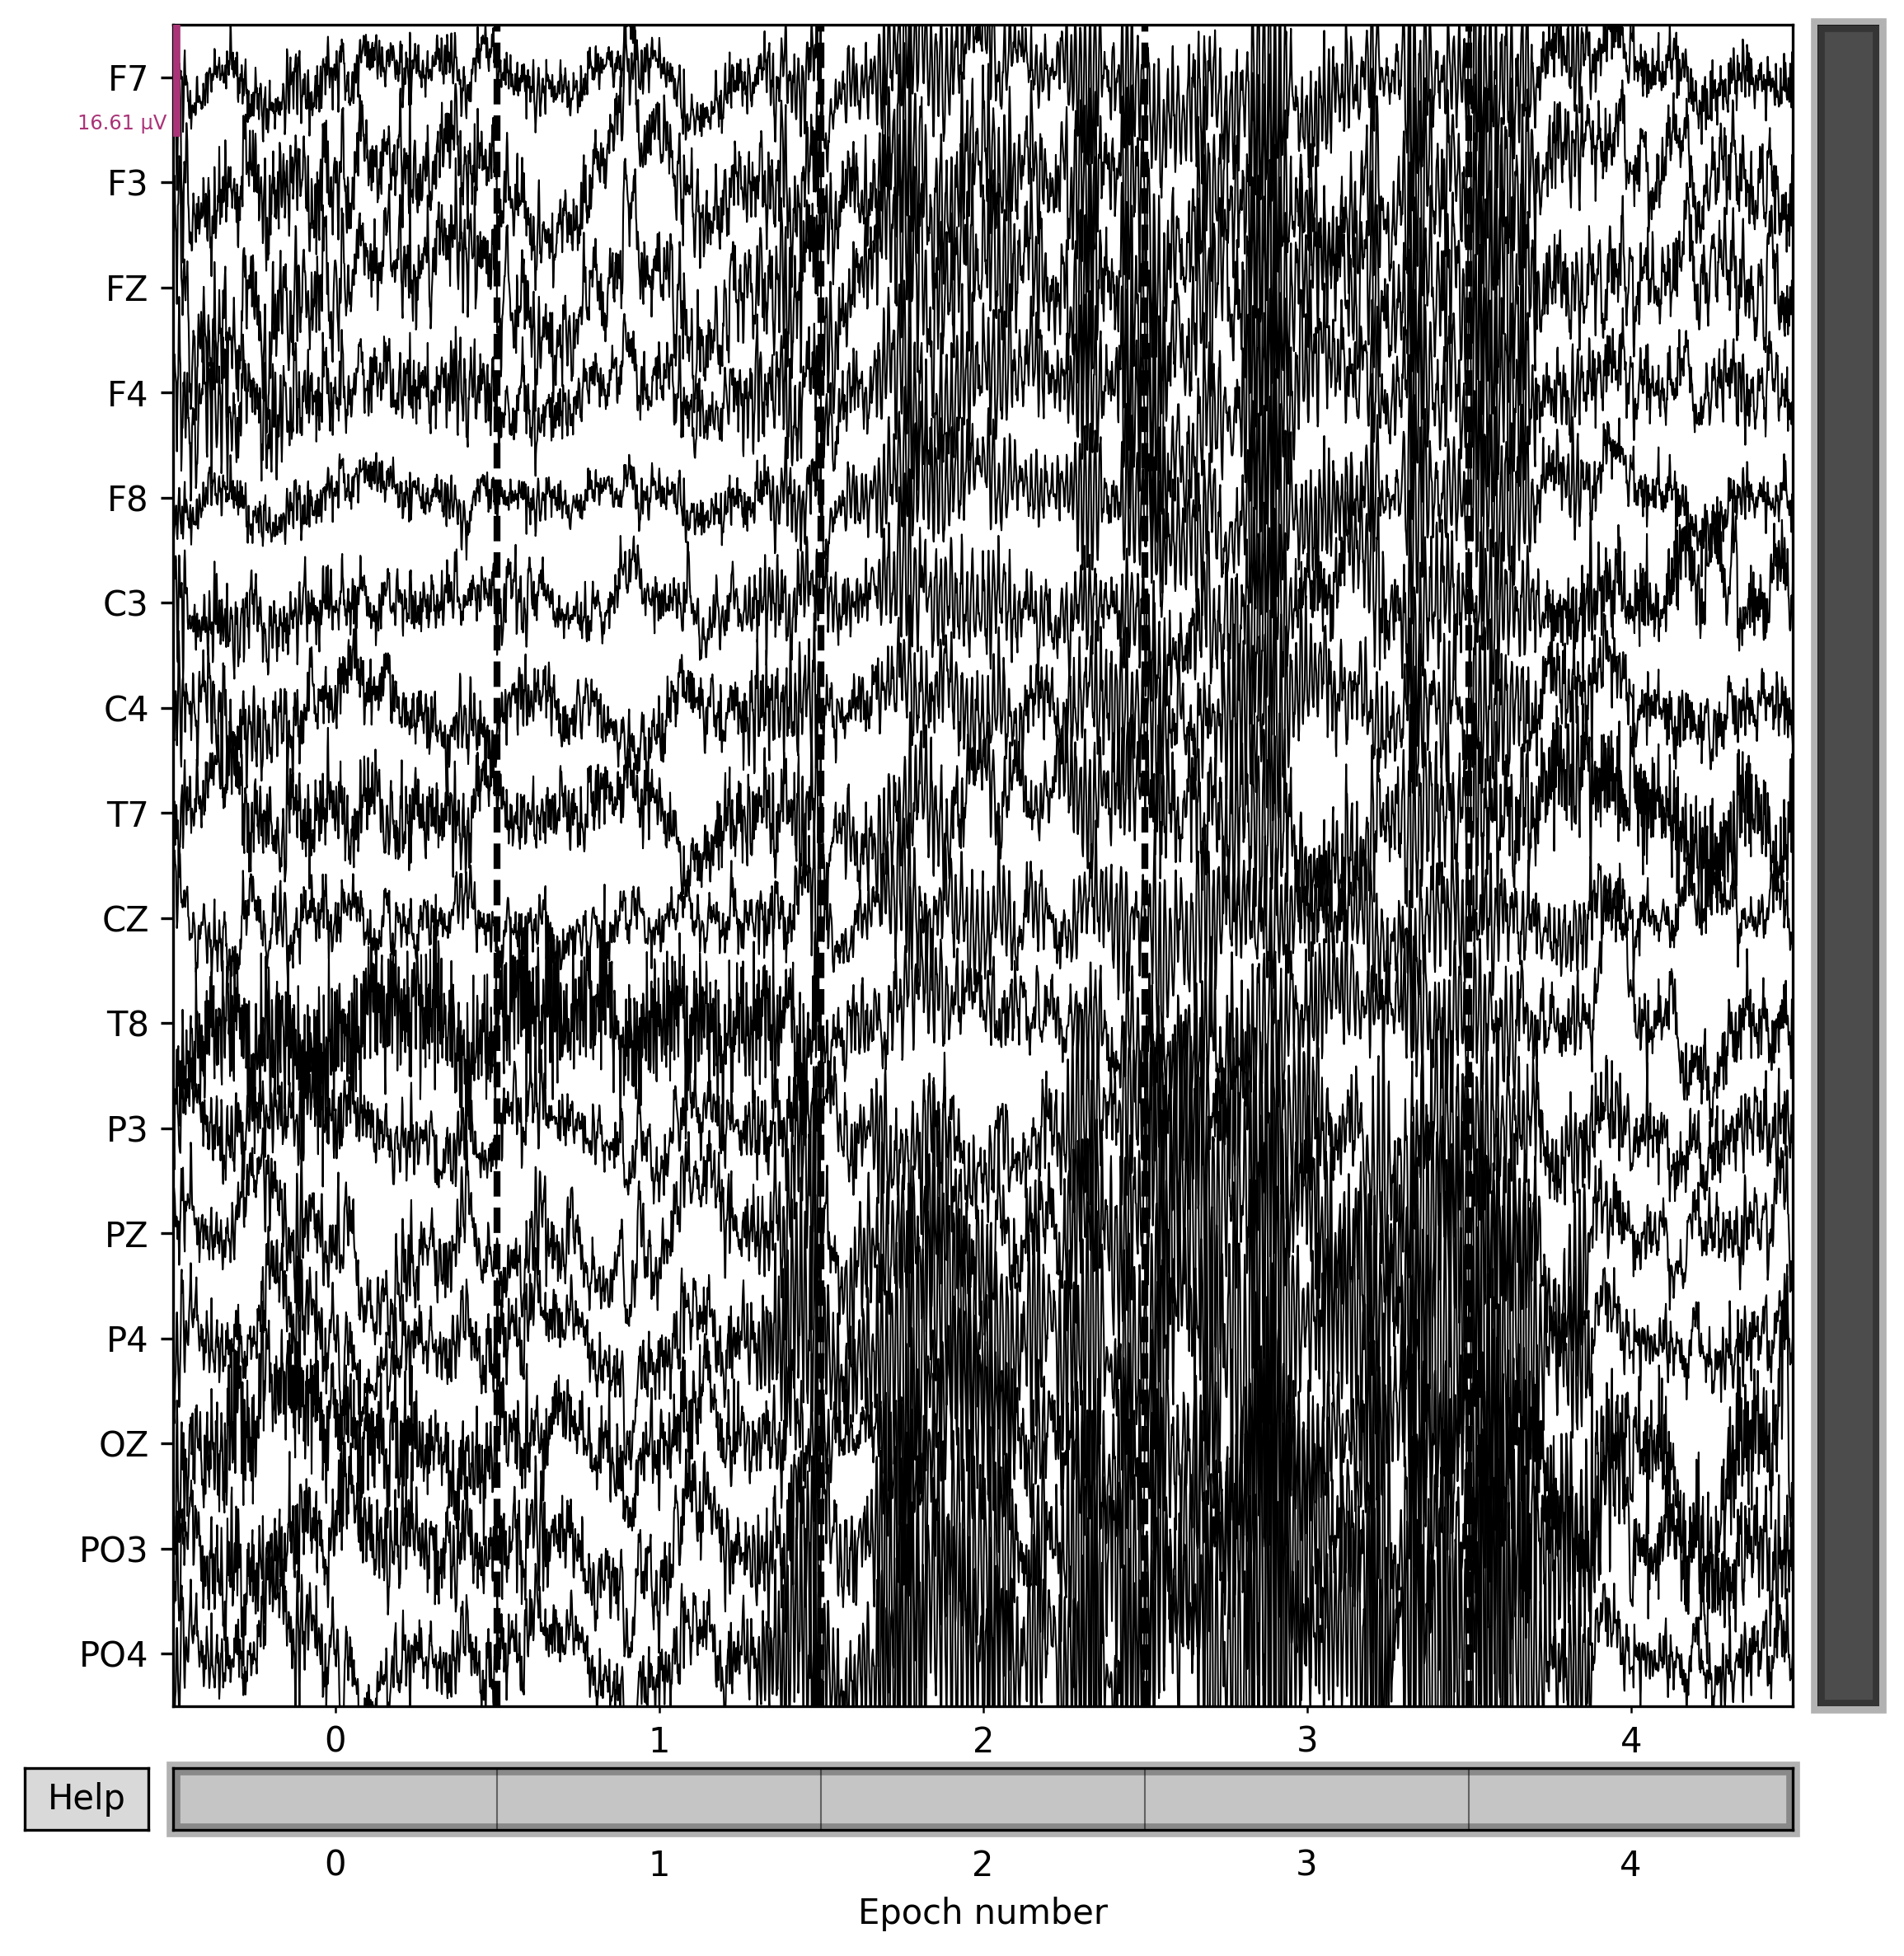 F7
16.61 µV
F3
FZ
F4
F8
C3
C4
T7
CZ
T8
P3
PZ
P4
OZ
PO3
PO4
0 1 2 3 4
Help
0 1 2 3 4
Epoch number